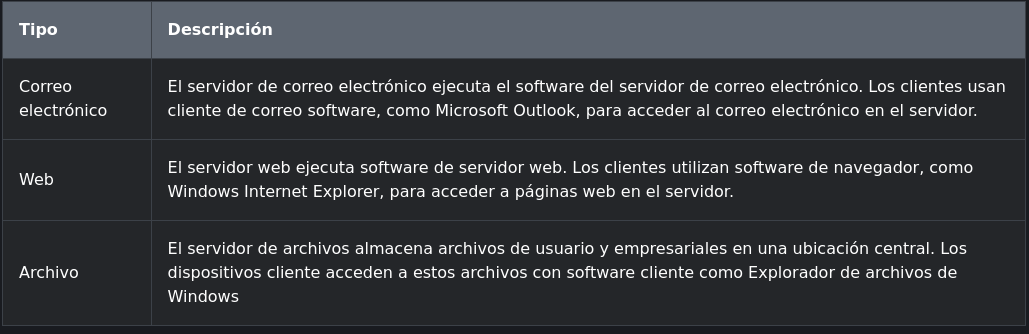 Tipo
Descripción
Correo
electrónico
El servidor de correo electrónico ejecuta el software del servidor de correo electrónico. Los clientes usan
cliente de correo software, como Microsoft Outlook, para acceder al correo electrónico en el servidor.
Web
El servidor web ejecuta software de servidor web. Los clientes utilizan software de navegador, como
Windows Internet Explorer, para acceder a páginas web en el servidor.
Archivo
El servidor de archivos almacena archivos de usuario y empresariales en una ubicación central. Los
dispositivos cliente acceden a estos archivos con software cliente como Explorador de archivos de
Windows